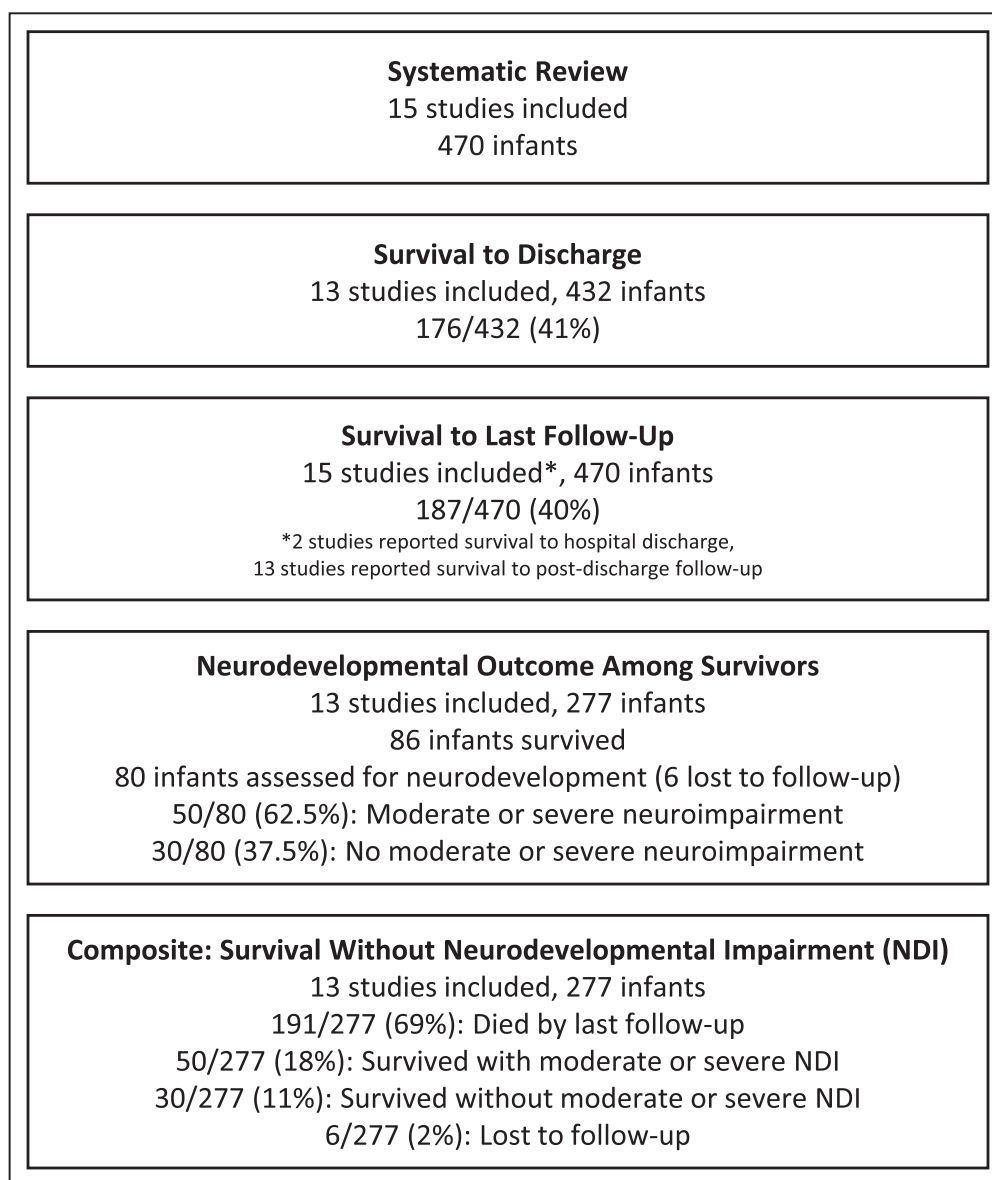 Systematic Review
15 studies included
470 infants
Survival to Discharge
13 studies included, 432 infants
176/432 (41%)
Survival to Last Follow-Up
15 studies included*, 470 infants
187/470 (40%)
*2 studies reported survival to hospital discharge,
13 studies reported survival to post-discharge follow-up
Neurodevelopmental Outcome Among Survivors
13 studies included, 277 infants
86 infants survived
80 infants assessed for neurodevelopment (6 lost to follow-up)
50/80 (62.5%): Moderate or severe neuroimpairment
30/80 (37.5%): No moderate or severe neuroimpairment
Composite: Survival Without Neurodevelopmental Impairment (NDI)
13 studies included, 277 infants
191/277 (69%): Died by last follow-up
50/277 (18%): Survived with moderate or severe NDI
30/277 (11%): Survived without moderate or severe NDI
6/277 (2%): Lost to follow-up